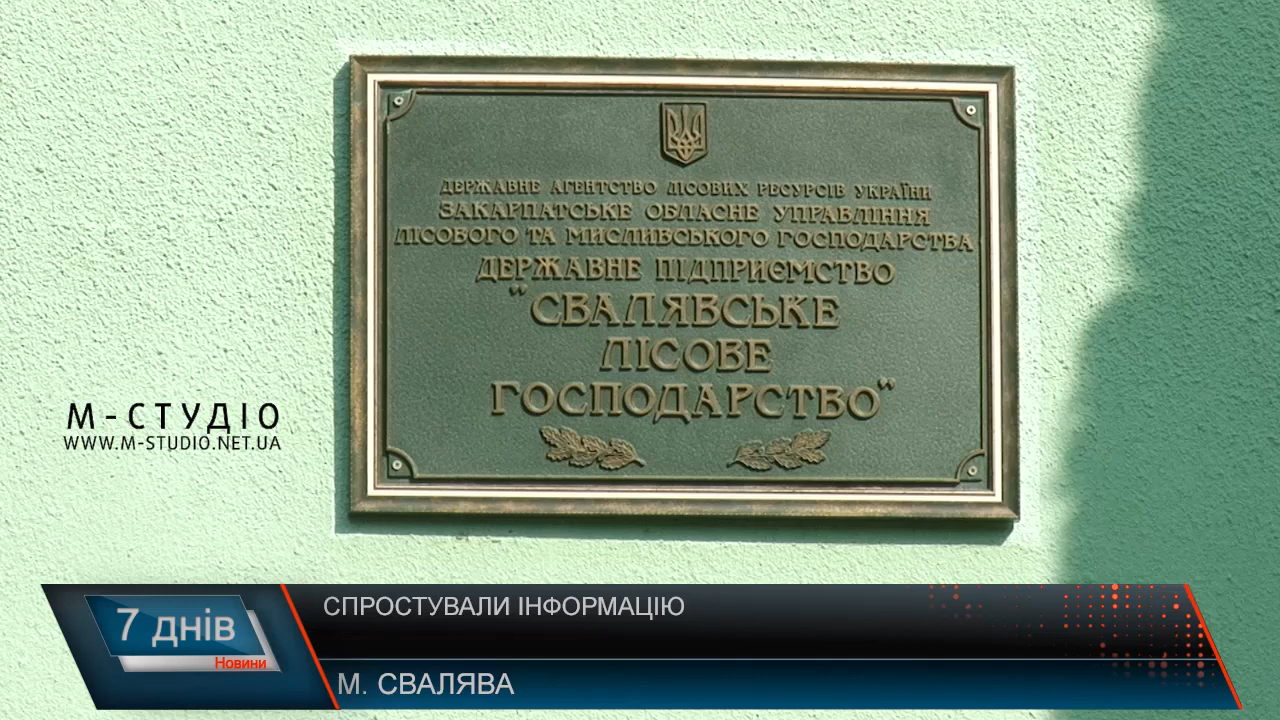 ДЕРЖАВНЕ АГЕНТСТВО ЛІСОВИХ РЕСУРСІВ УКРАЇНИ
ЗАКАРПАТСЬКЕ ОБЛАСНЕ УПРАВЛІННЯ
ЛІСОВОГО ТА МИСЛИВСЬКОГО ГОСПОДАРСТВА
ДЕРЖАВНЕ ПІДПРИЄМСТВО
"СВАЛЯВСЬКЕ
ЛІСОВЕ
ГОСПОДАРСТВО"
М-СТУДІО
WWW.M-STUDIO.NET.UA
7 днів
Новини
СПРОСТУВАЛИ ІНФОРМАЦІЮ
М. СВАЛЯВА